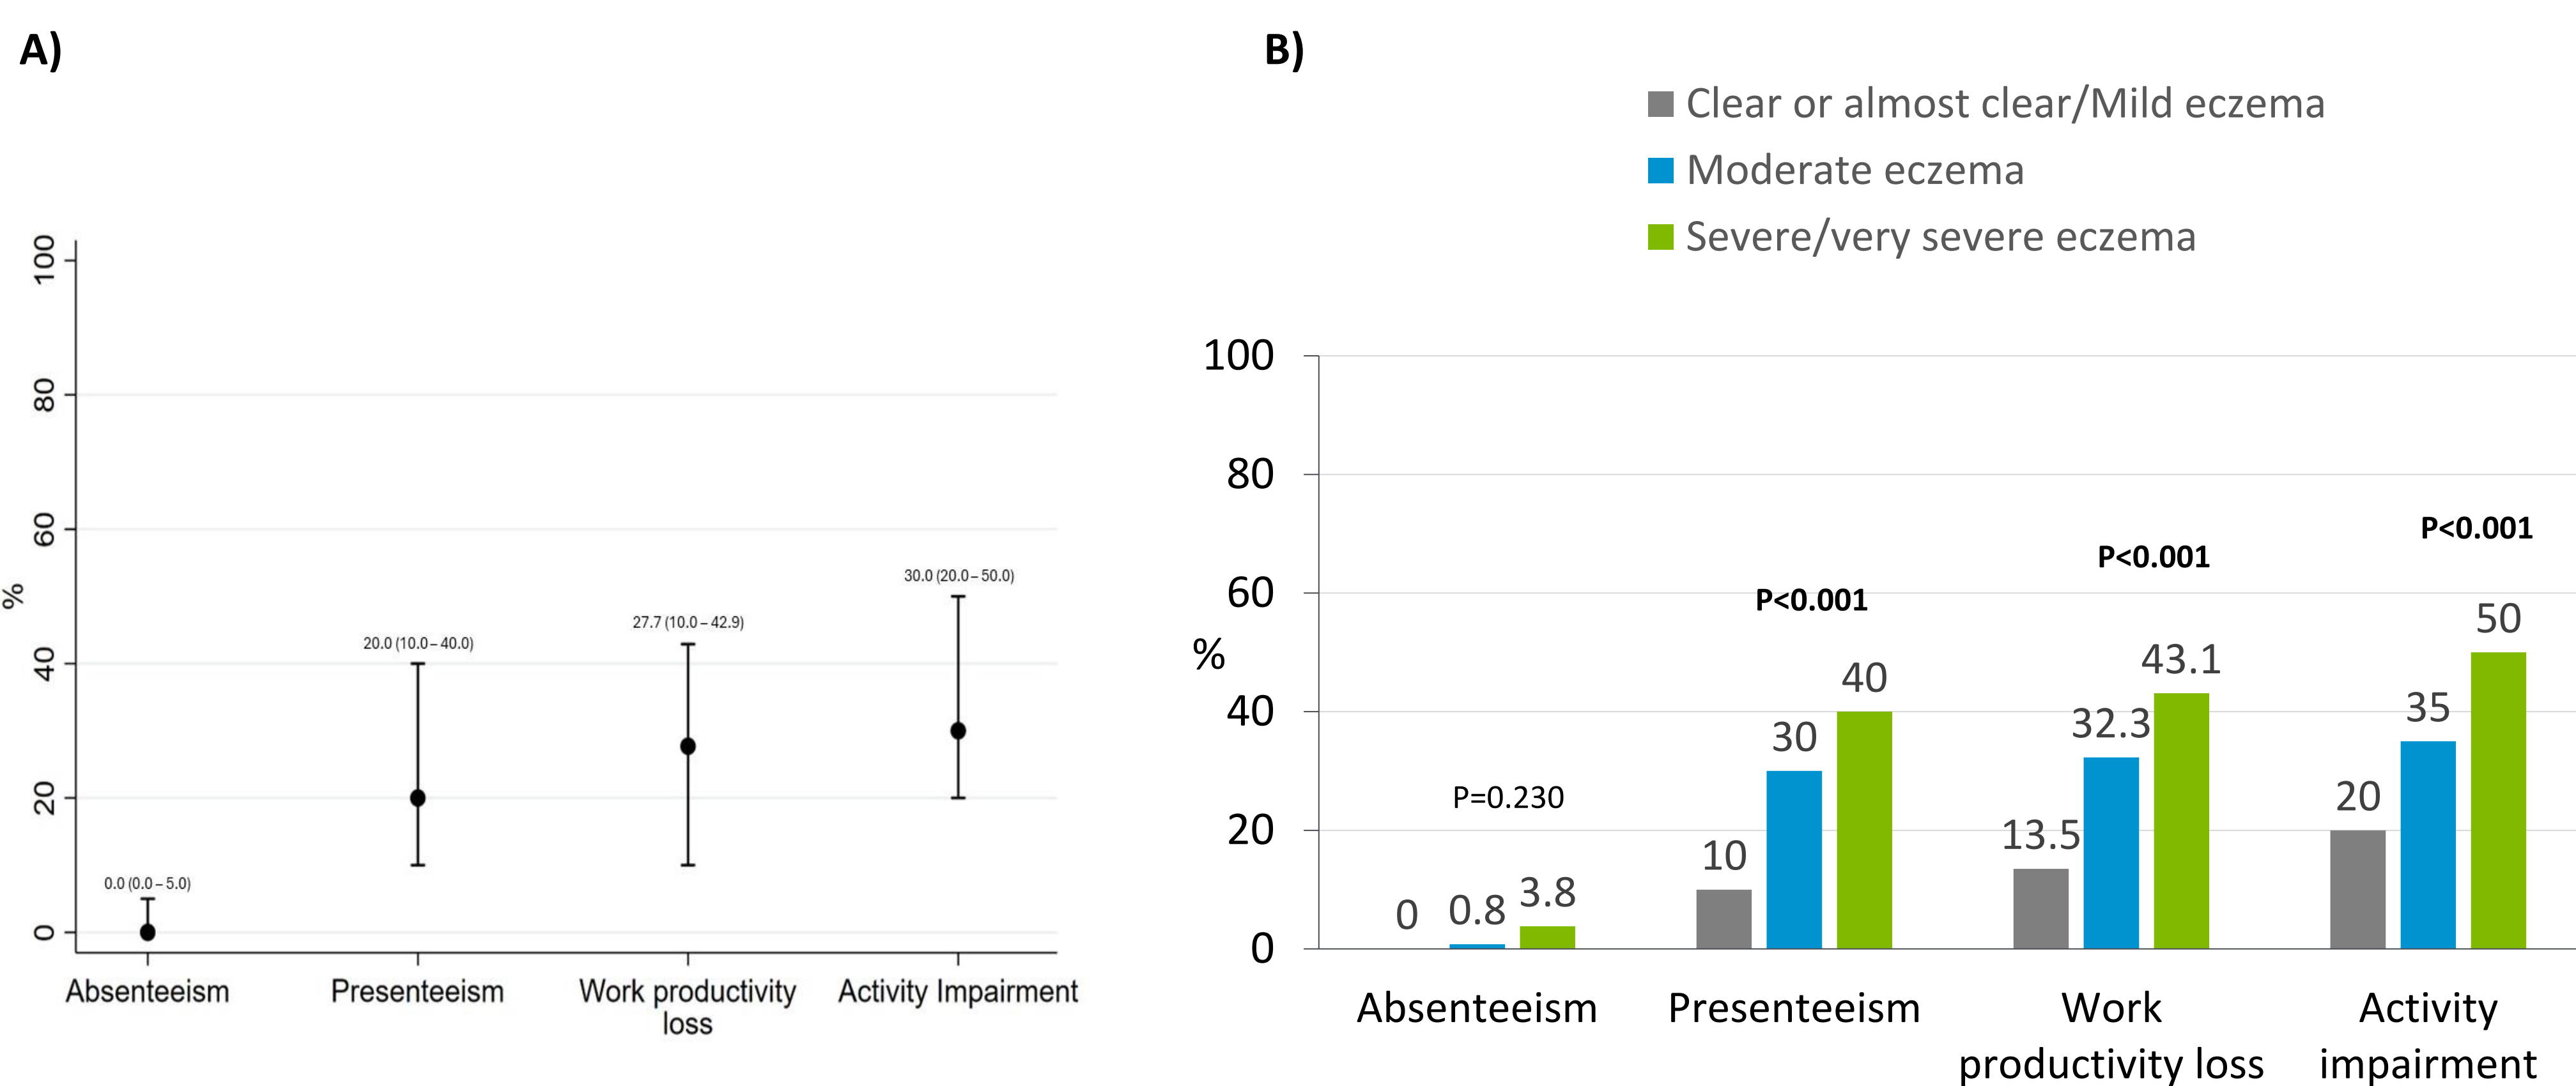 A)
100
80
60
40
20
0
%
0.0 (0.0 – 5.0)
20.0 (10.0 – 40.0)
27.7 (10.0 – 42.9)
30.0 (20.0 – 50.0)
Absenteeism
Presenteeism
Work productivity
loss
Activity Impairment
B)
Clear or almost clear/Mild eczema
Moderate eczema
Severe/very severe eczema
100
80
60
40
20
0
%
P=0.230
P<0.001
P<0.001
P<0.001
0
0.8
3.8
10
30
40
13.5
32.3
43.1
20
35
50
Absenteeism
Presenteeism
Work
productivity loss
Activity
impairment